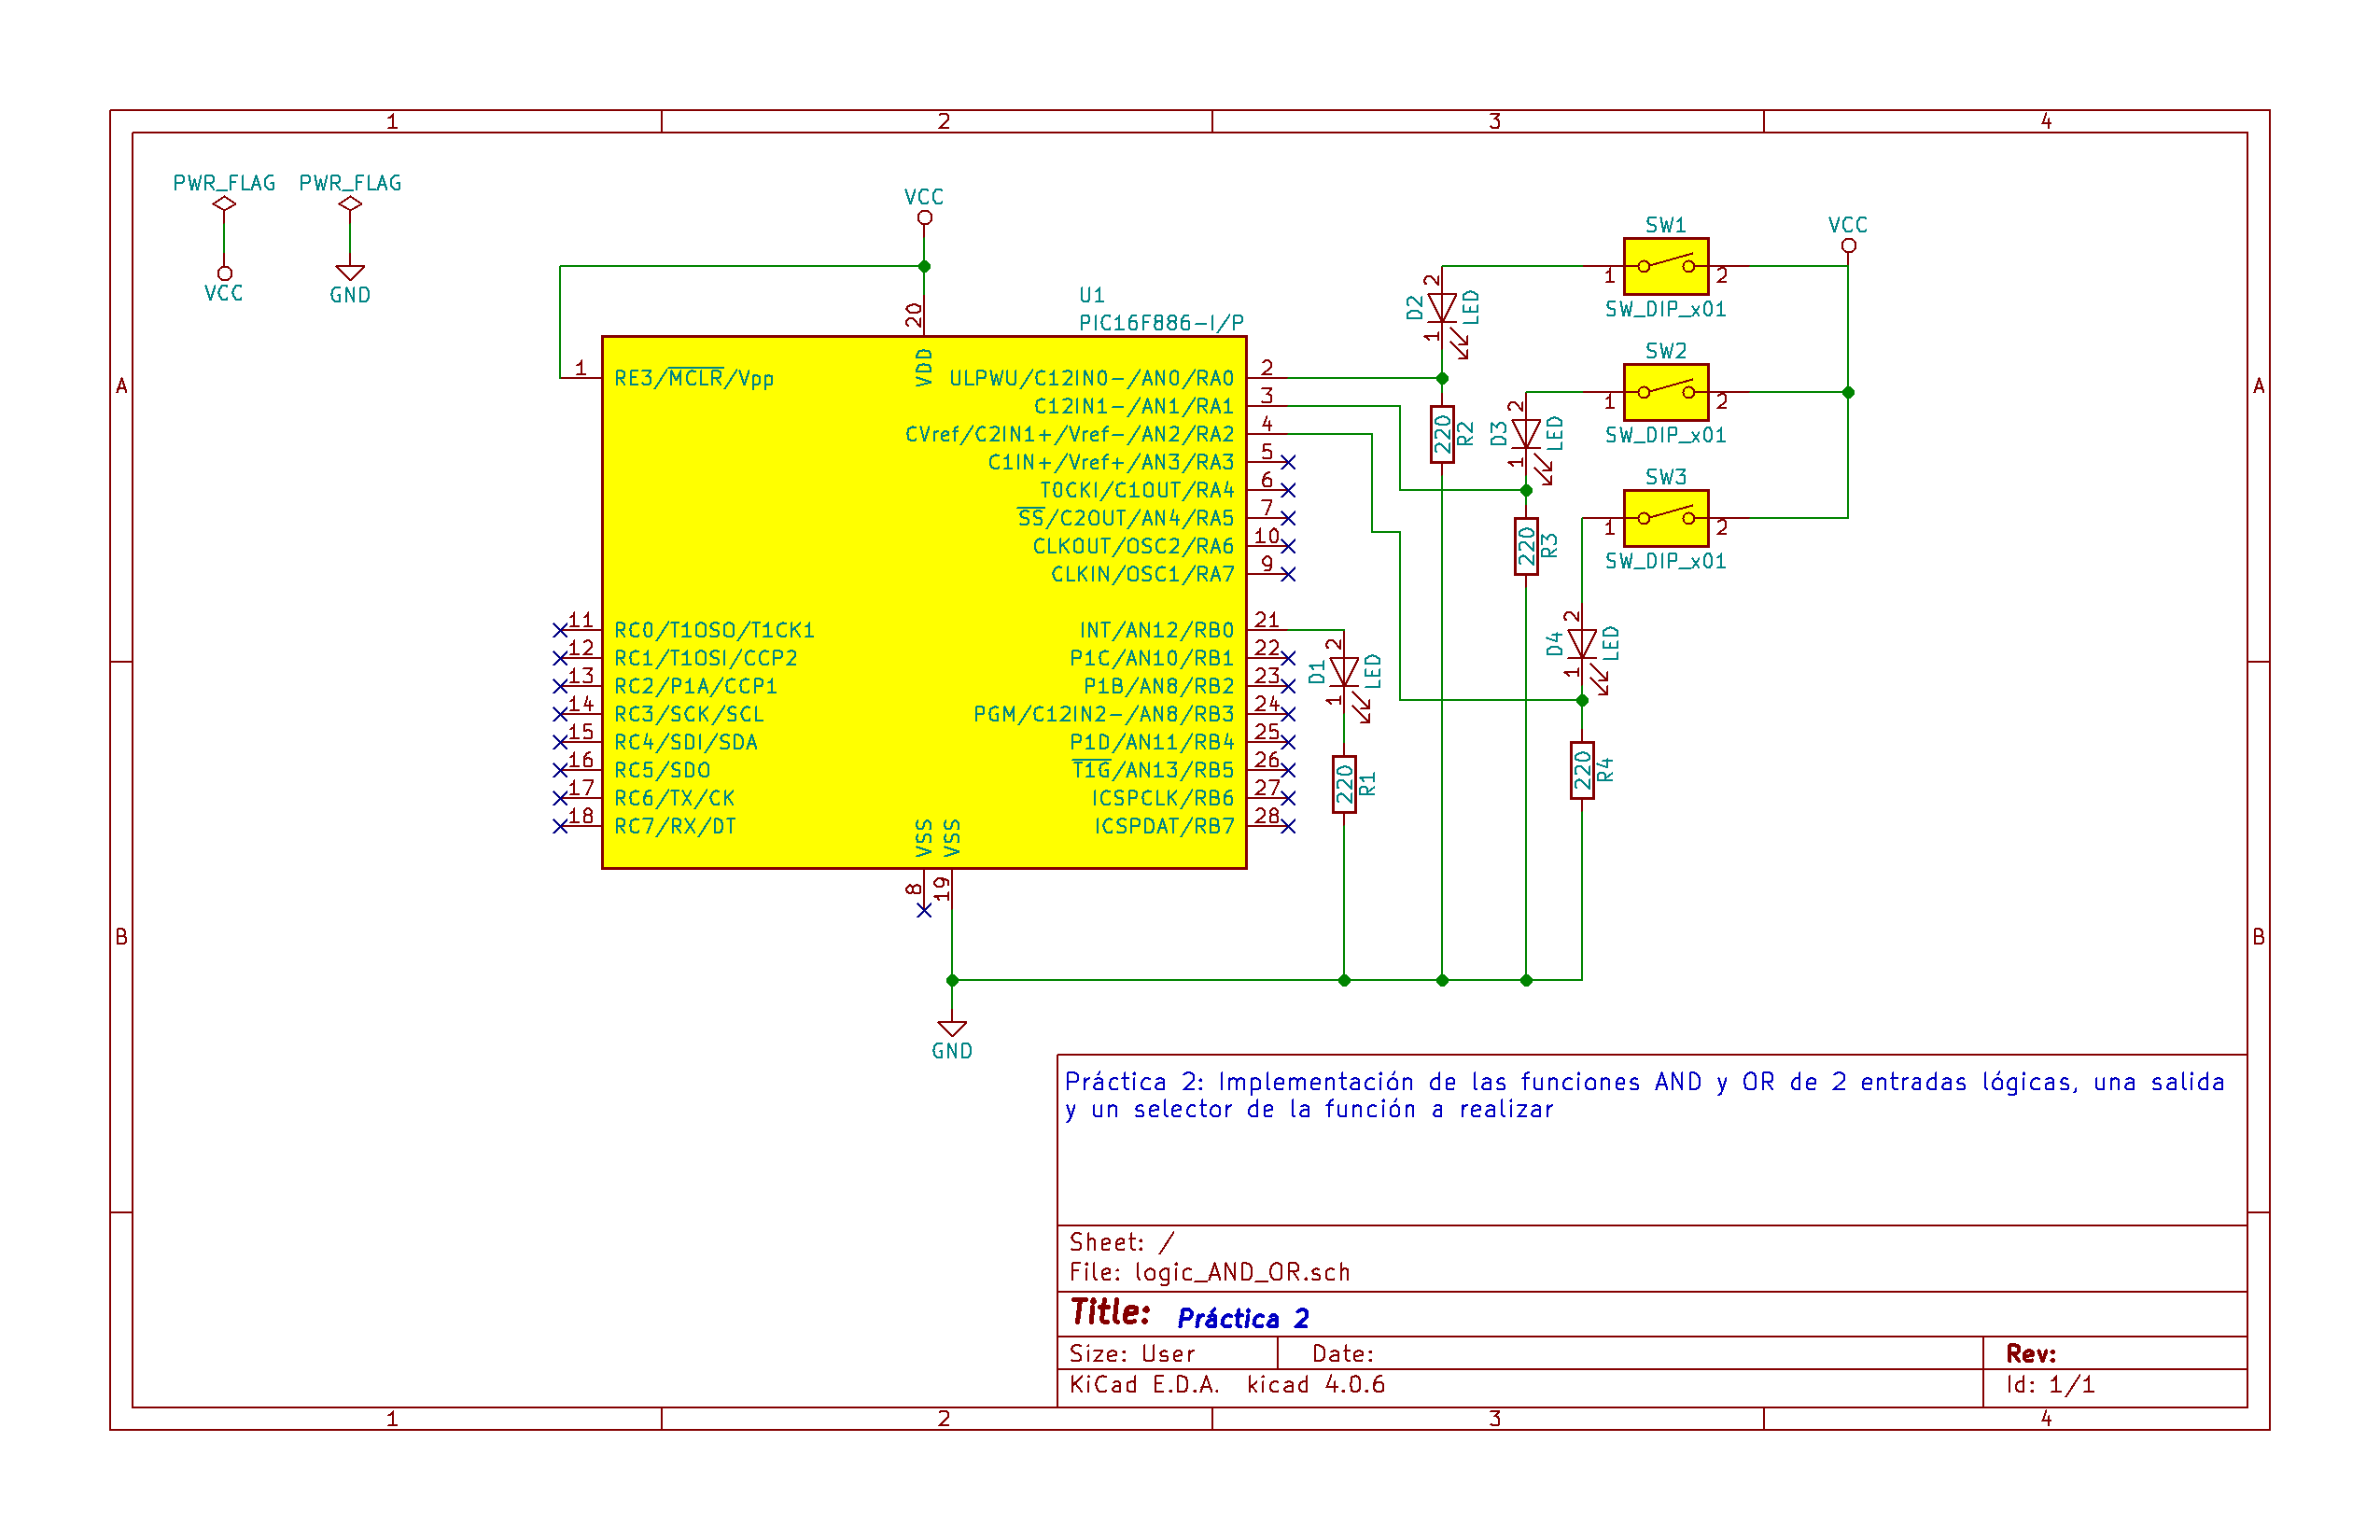 1 2 3 4
PWR_FLAG PWR_FLAG
VCC GND
VCC
VCC
U1
PIC16F886-I/P
20
VDD
1 RE3/MCLR/Vpp
ULPWU/C12IN0-/AN0/RA0 2
C12IN1-/AN1/RA1 3
CVref/C2IN1+/Vref-/AN2/RA2 4
C1IN+/Vref+/AN3/RA3 5
T0CKI/C1OUT/RA4 6
SS/C2OUT/AN4/RA5 7
CLKOUT/OSC2/RA6 10
CLKIN/OSC1/RA7 9
11 RC0/T1OSO/T1CK1
12 RC1/T1OSI/CCP2
13 RC2/P1A/CCP1
14 RC3/SCK/SCL
15 RC4/SDI/SDA
16 RC5/SDO
17 RC6/TX/CK
18 RC7/RX/DT
INT/AN12/RB0 21
P1C/AN10/RB1 22
P1B/AN8/RB2 23
PGM/C12IN2-/AN8/RB3 24
P1D/AN11/RB4 25
T1G/AN13/RB5 26
ICSPCLK/RB6 27
ICSPDAT/RB7 28
VSS VSS
8 19
GND
SW1
1 2
SW_DIP_x01
SW2
1 2
SW_DIP_x01
SW3
1 2
SW_DIP_x01
D2 2 1 LED
220 R2
D3 2 1 LED
220 R3
D4 2 1 LED
220 R4
D1 2 1 LED
220 R1
A A
B B
Práctica 2: Implementación de las funciones AND y OR de 2 entradas lógicas, una salida
y un selector de la función a realizar
Sheet: /
File: logic_AND_OR.sch
Title: Práctica 2
Size: User Date: Rev:
KiCad E.D.A. kicad 4.0.6 Id: 1/1
1 2 3 4